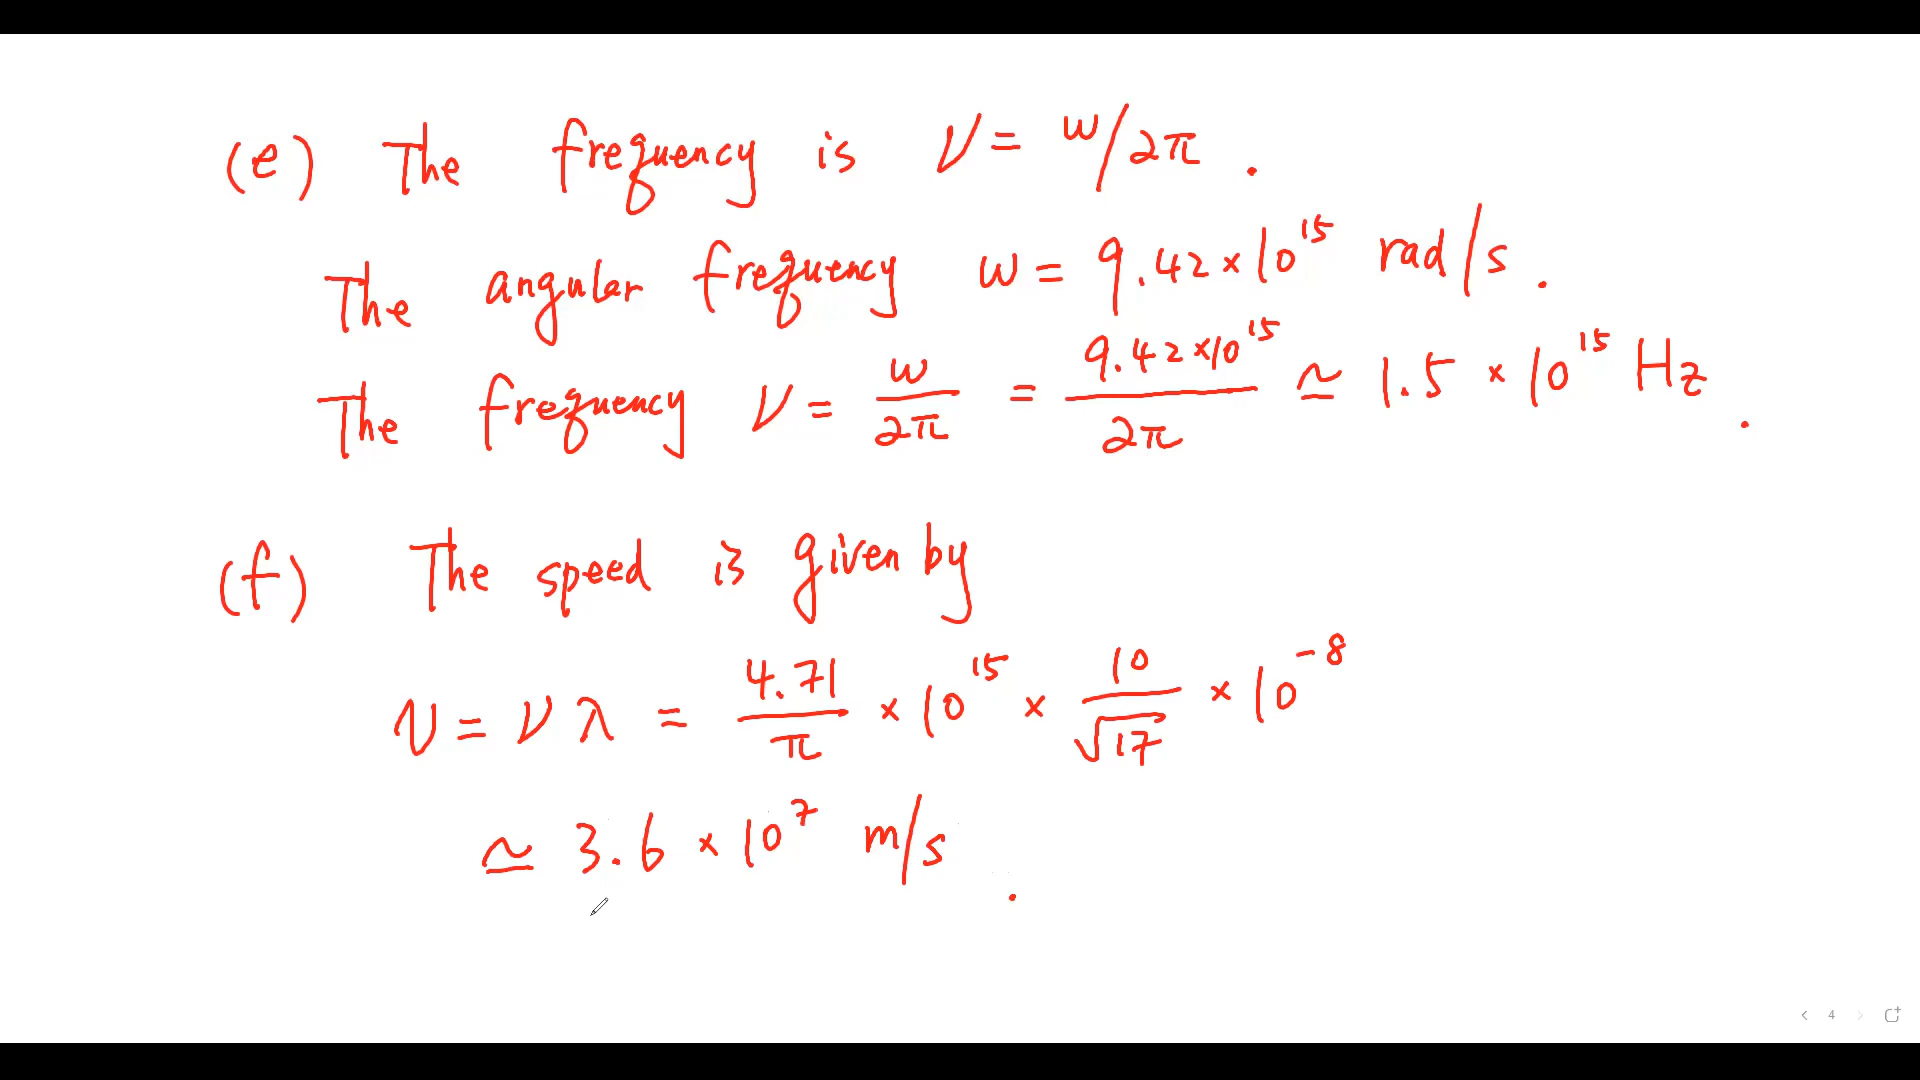 (e) The frequency is ν = ω/2π .
The angular frequency ω = 9.42 × 10^15 rad/s .
The frequency ν = ω/2π = 9.42 × 10^15/2π ≃ 1.5 × 10^15 Hz .
(f) The speed is given by
v = ν λ = 4.71/π × 10^15 × 10/√17 × 10^-8
≃ 3.6 × 10^7 m/s .
4